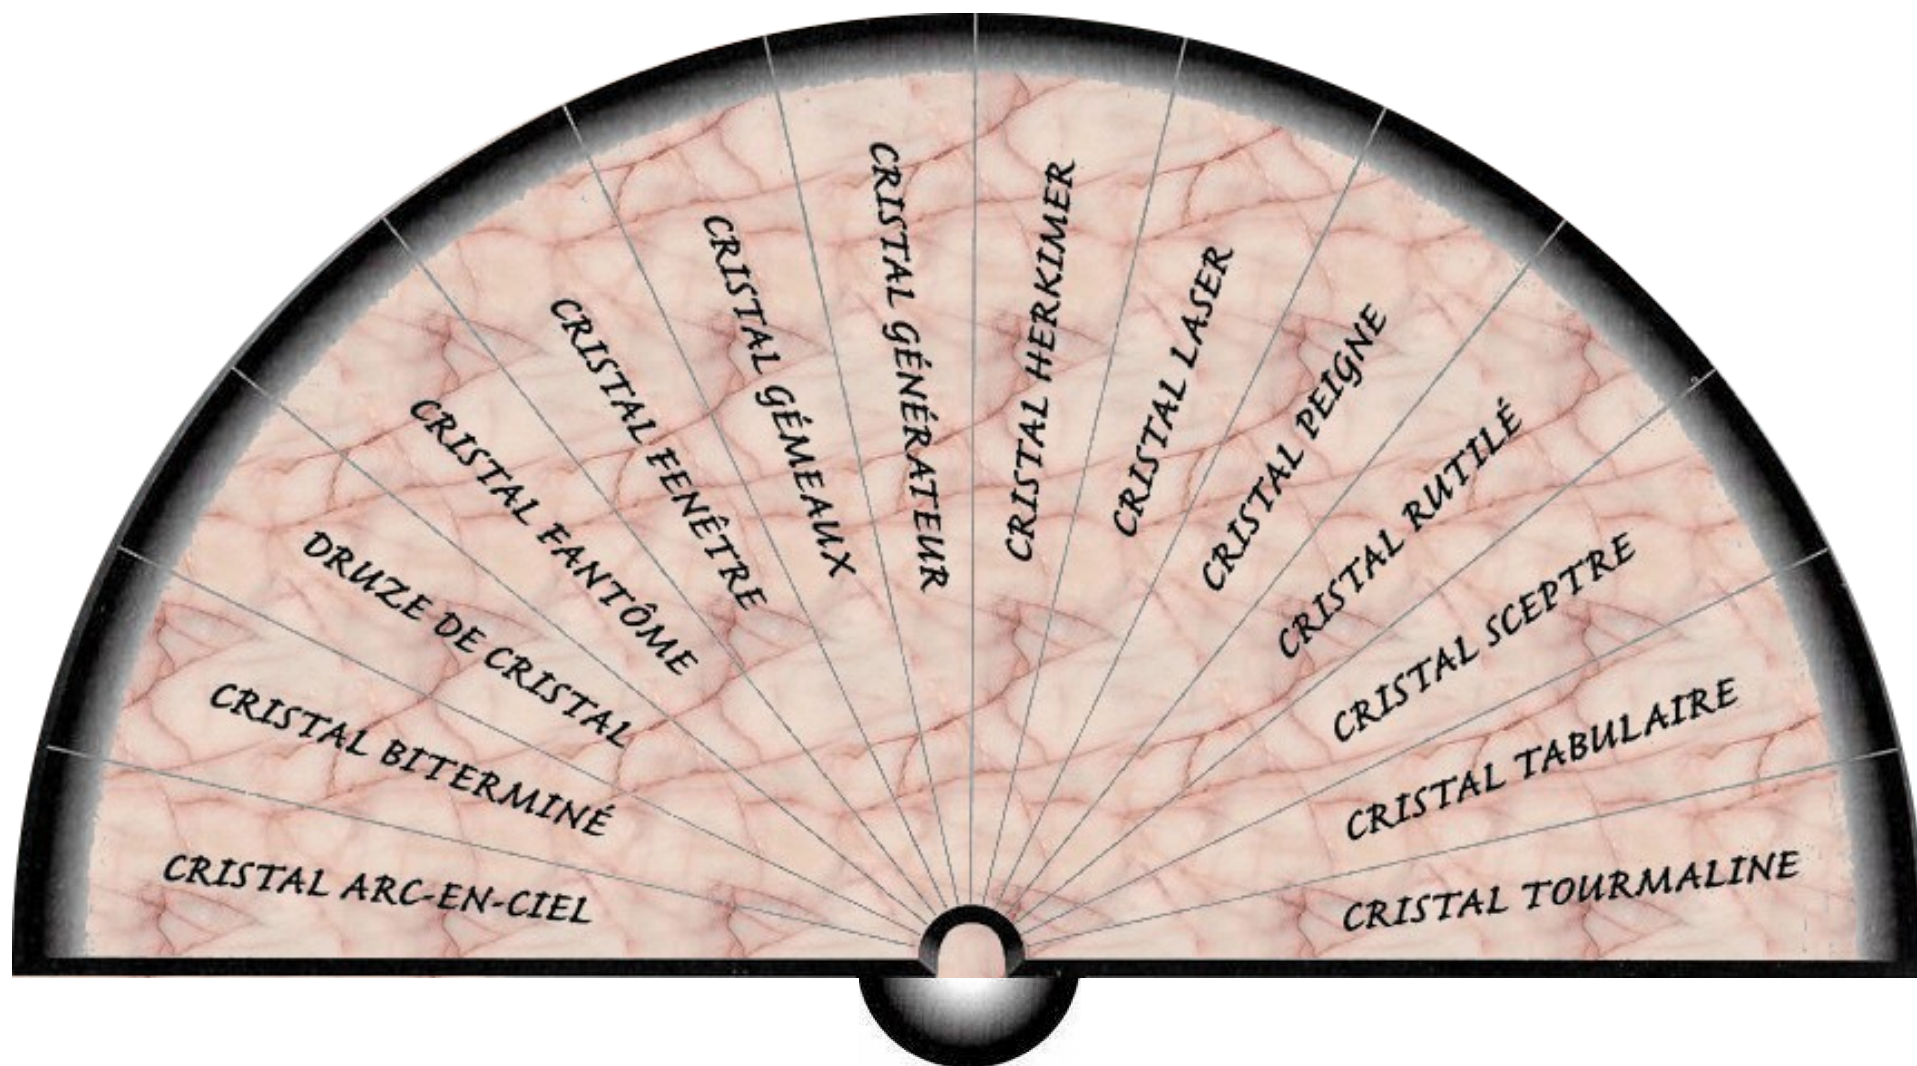 CRISTAL ARC-EN-CIEL
CRISTAL BITERMINÉ
DRUZE DE CRISTAL
CRISTAL FANTÔME
CRISTAL FENÊTRE
CRISTAL GÉMEAUX
CRISTAL GÉNÉRATEUR
CRISTAL HERKIMER
CRISTAL LASER
CRISTAL PEIGNE
CRISTAL RUTILÉ
CRISTAL SCEPTRE
CRISTAL TABULAIRE
CRISTAL TOURMALINE